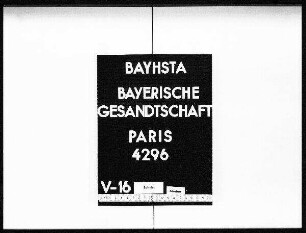 BAYHSTA
BAYERISCHE
GESANDTSCHAFT
PARIS
4296
V-16